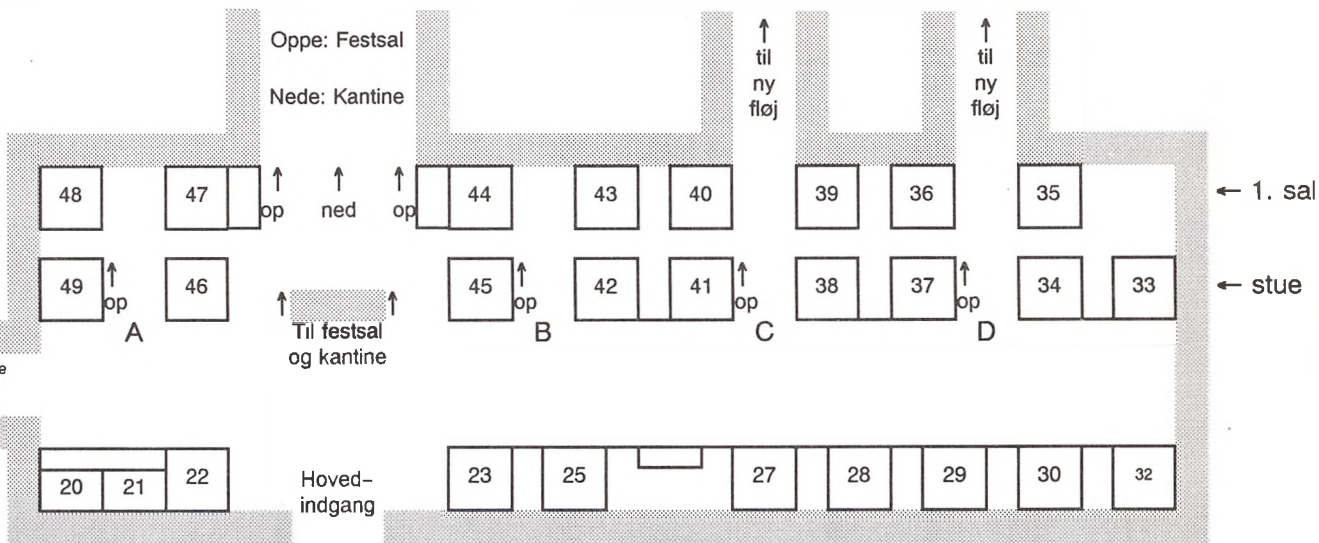 Oppe: Festsal
Nede: Kantine
til
ny
fløj
til
ny
fløj
48
47
op
ned
op
44
43
40
39
36
35
← 1. sal
49
op
46
45
op
42
41
op
38
37
op
34
33
← stue
A
Til festsal
og kantine
B
C
D
e
20
21
22
Hoved-
indgang
23
25
27
28
29
30
32